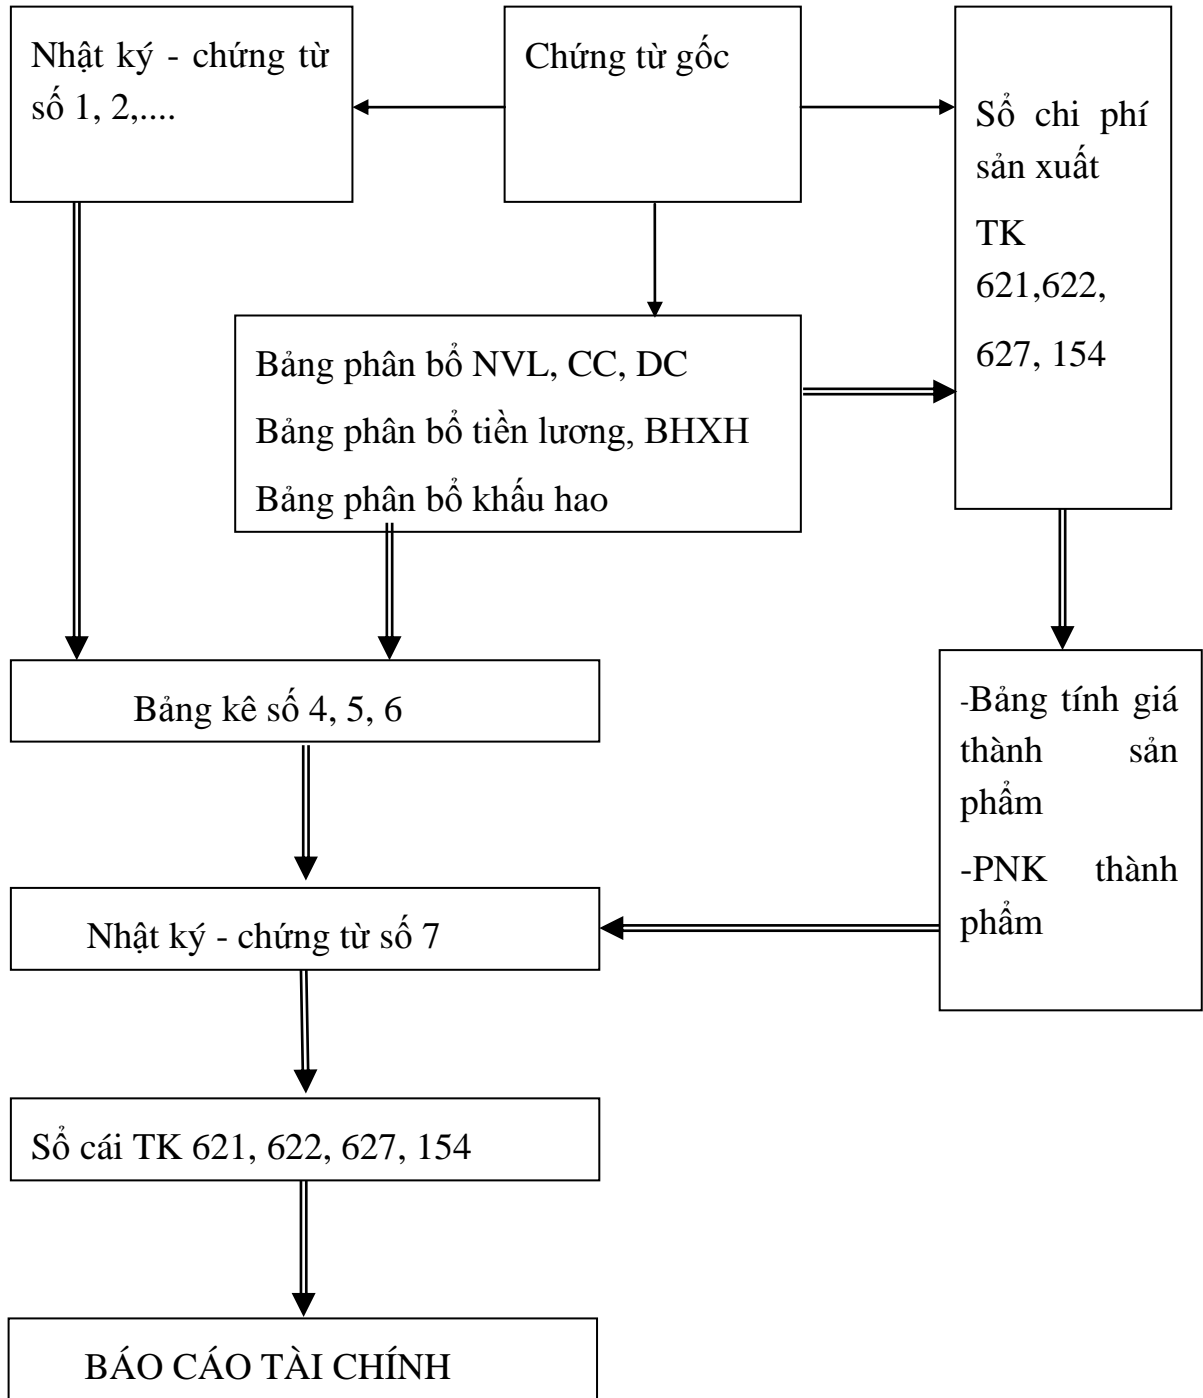 Nhật ký - chứng từ
số 1, 2,....
Chứng từ gốc
Sổ chi phí
sản xuất
TK
621,622,
627, 154
Bảng phân bổ NVL, CC, DC
Bảng phân bổ tiền lương, BHXH
Bảng phân bổ khấu hao
Bảng kê số 4, 5, 6
-Bảng tính giá
thành sản
phẩm
-PNK thành
phẩm
Nhật ký - chứng từ số 7
Sổ cái TK 621, 622, 627, 154
BÁO CÁO TÀI CHÍNH